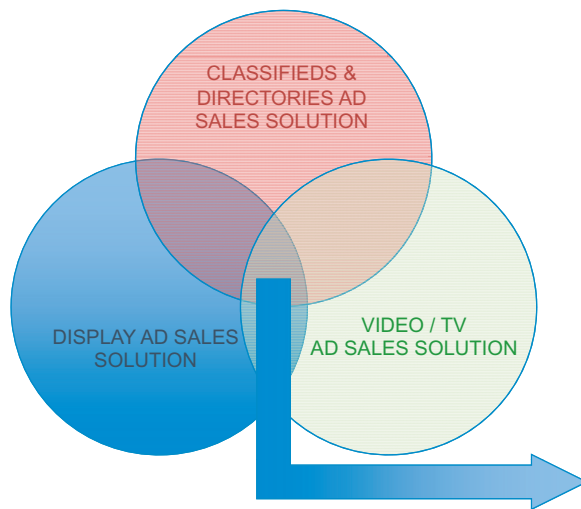 CLASSIFIEDS &
DIRECTORIES AD
SALES SOLUTION
DISPLAY AD SALES
SOLUTION
VIDEO / TV
AD SALES SOLUTION